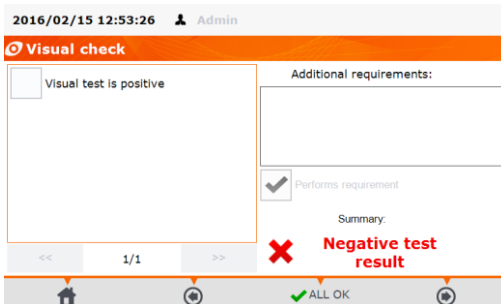 2016/02/15 12:53:26 Admin
Visual check
Visual test is positive
Additional requirements:
Performs requirement
Summary:
Negative test
result
<< 1/1 >>
ALL OK